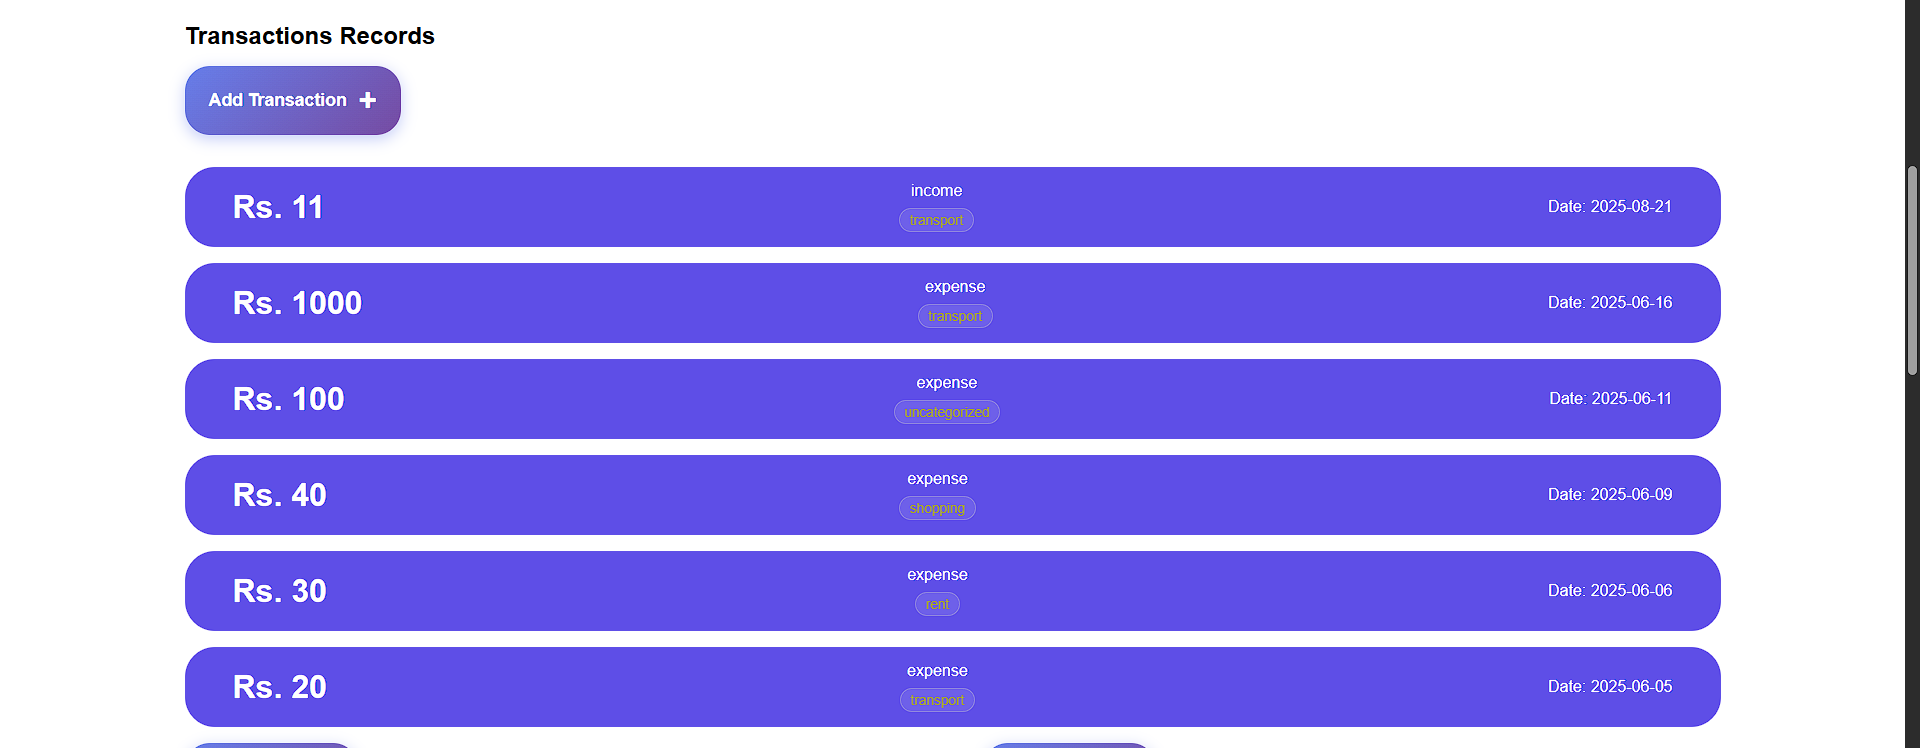 Transactions Records
Add Transaction +
Rs. 11
income
transport
Date: 2025-08-21
Rs. 1000
expense
transport
Date: 2025-06-16
Rs. 100
expense
uncategorized
Date: 2025-06-11
Rs. 40
expense
shopping
Date: 2025-06-09
Rs. 30
expense
rent
Date: 2025-06-06
Rs. 20
expense
transport
Date: 2025-06-05